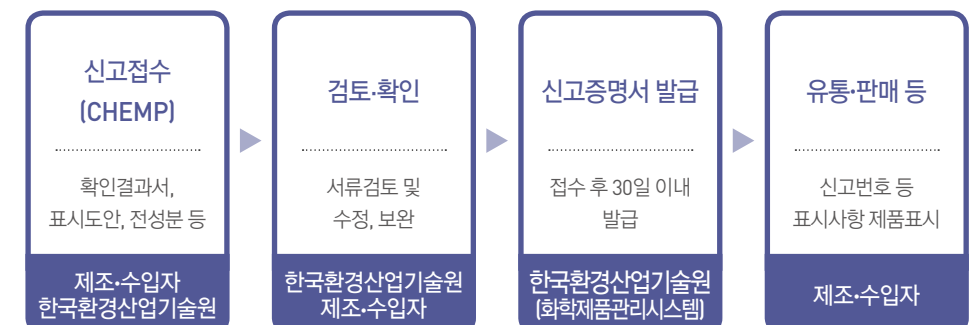 신고접수
(CHEMP)
확인결과서,
표시도안, 전성분 등
제조·수입자
한국환경산업기술원
검토·확인
서류검토 및
수정, 보완
한국환경산업기술원
제조·수입자
신고증명서 발급
접수 후 30일 이내
발급
한국환경산업기술원
(화학제품관리시스템)
유통·판매 등
신고번호 등
표시사항 제품표시
제조·수입자